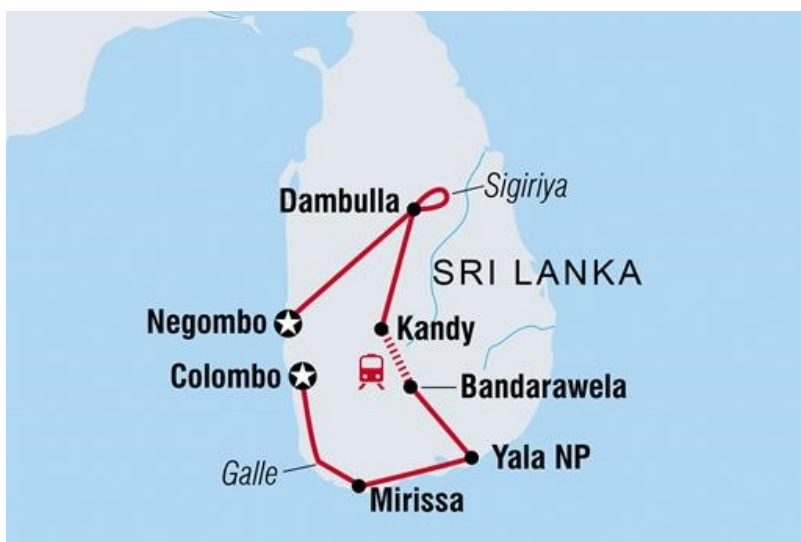 Sigiriya
Dambulla
SRI LANKA
Negombo
Kandy
Colombo
Bandarawela
Yala NP
Galle
Mirissa